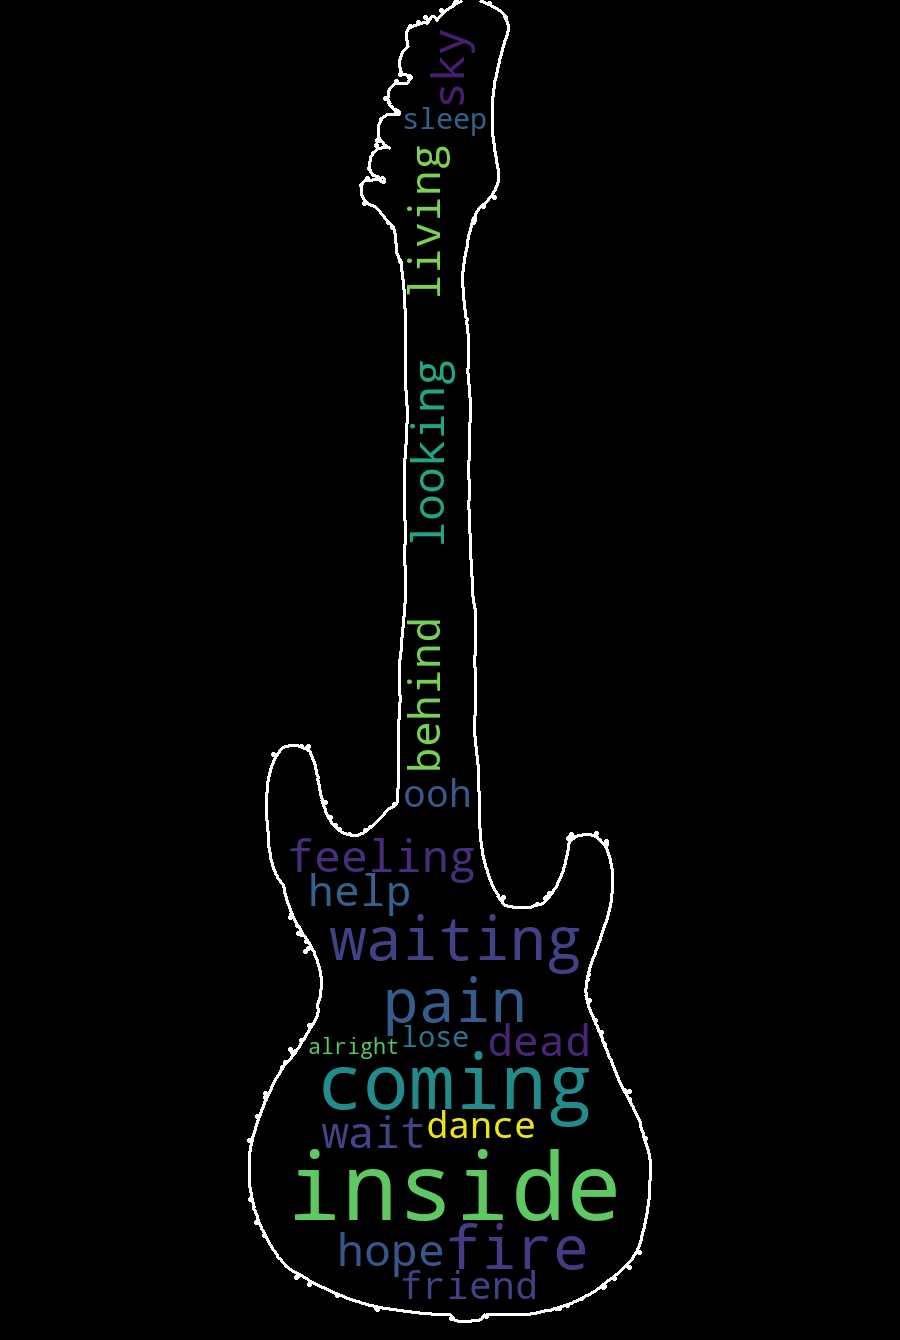 sky
sleep
living
looking
behind
ooh
feeling
help
waiting
pain
lose
dead
alright
coming
dance
wait
inside
fire
hope
friend